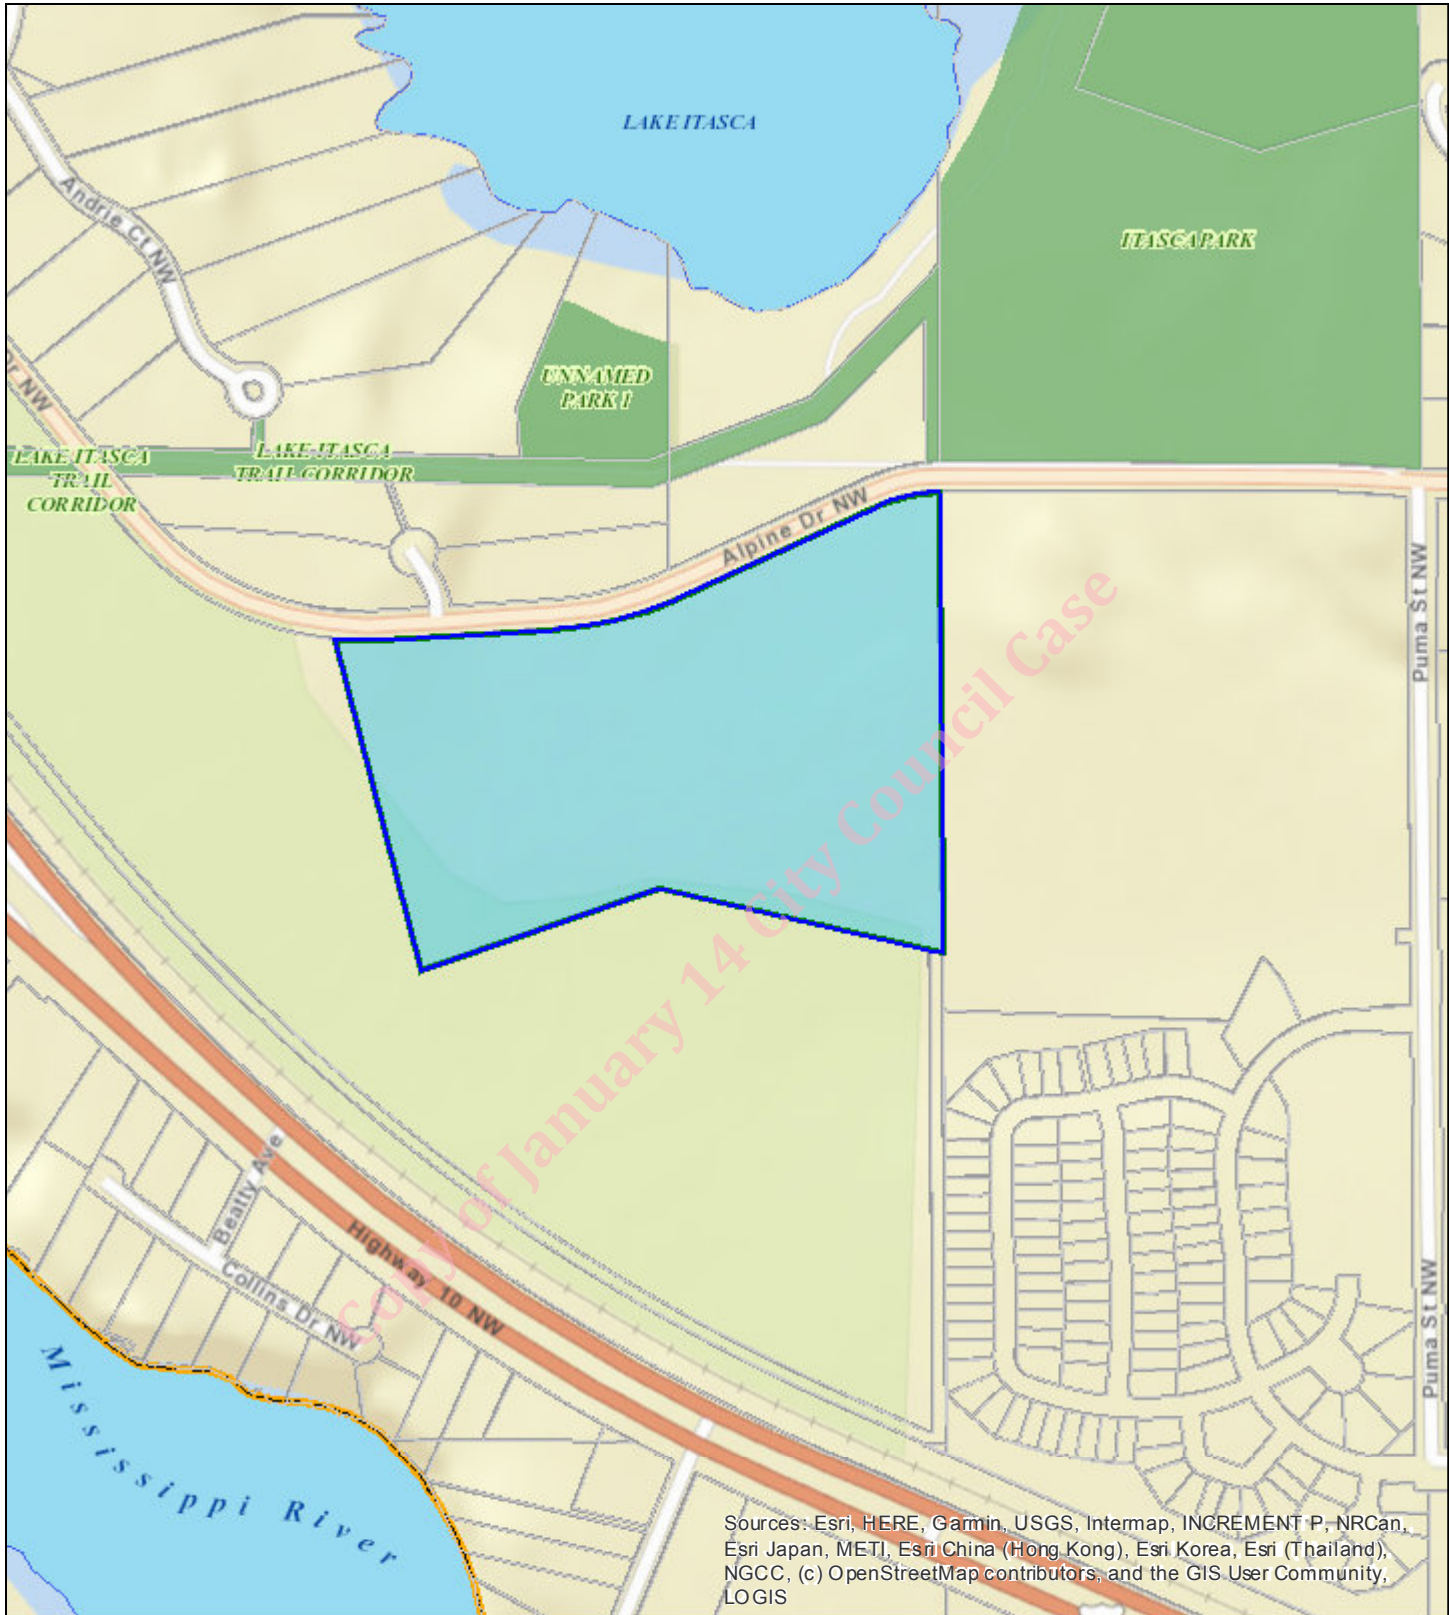 LAKE ITASCA
Andrie Ct NW
ITASCA PARK
Dr NW
UNNAMED
PARK 1
LAKE ITASCA
TRAIL
CORRIDOR
LAKE ITASCA
TRAIL CORRIDOR
Alpine Dr NW
Puma St NW
Copy of January 14 City Council Case
Beatty Ave
Highway 10 NW
Collins Dr NW
Puma St NW
Mississippi River
Sources: Esri, HERE, Garmin, USGS, Intermap, INCREMENT P, NRCan,
Esri Japan, METI, Esri China (Hong Kong), Esri Korea, Esri (Thailand),
NGCC, (c) OpenStreetMap contributors, and the GIS User Community,
LOGIS